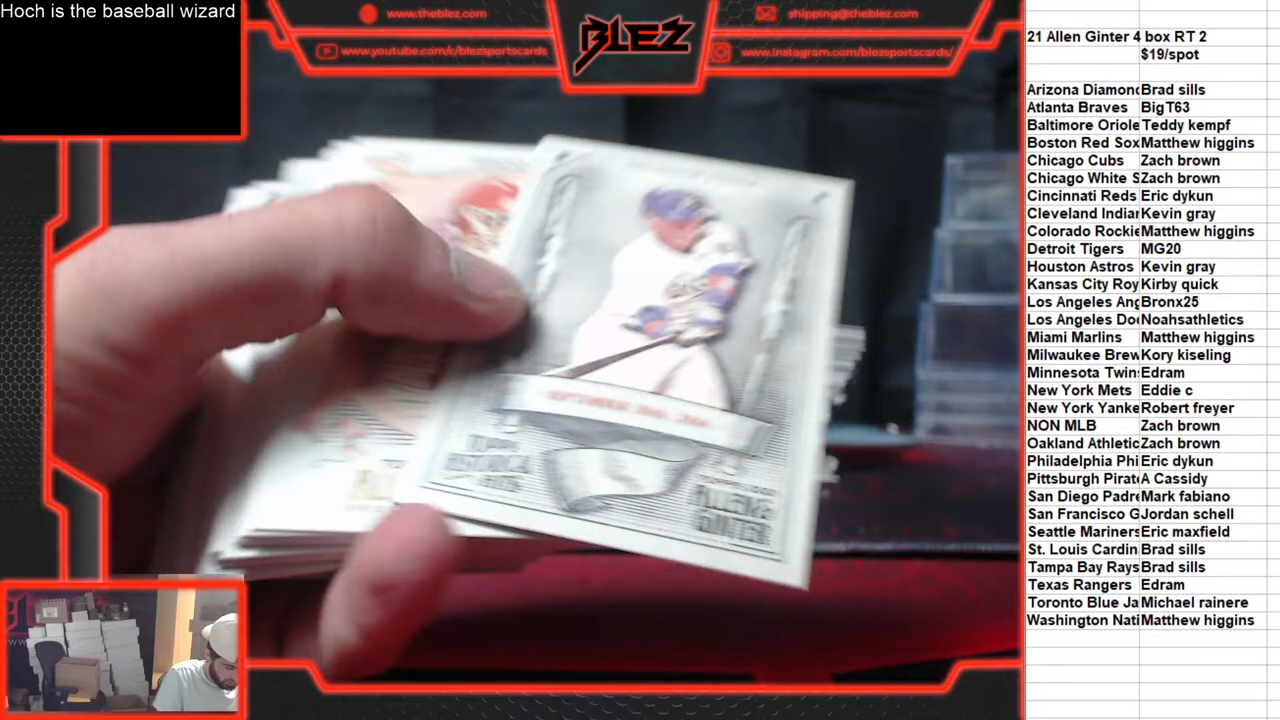 Hoch is the baseball wizard
www.theblez.com
shipping@theblez.com
www.youtube.com/c/blezsportscards
BLEZ
www.instagram.com/blezsportscards/
21 Allen Ginter 4 box RT 2
$19/spot
Arizona Diamond Brad sills
Atlanta Braves BigT63
Baltimore Oriole Teddy kempf
Boston Red Sox Matthew higgins
Chicago Cubs Zach brown
Chicago White S Zach brown
Cincinnati Reds Eric dykun
Cleveland Indian Kevin gray
Colorado Rockie Matthew higgins
Detroit Tigers MG20
Houston Astros Kevin gray
Kansas City Roy Kirby quick
Los Angeles Ang Bronx25
Los Angeles Dod Noahsathletics
Miami Marlins Matthew higgins
Milwaukee Brew Kory kiseling
Minnesota Twins Edram
New York Mets Eddie c
New York Yanke Robert freyer
NON MLB Zach brown
Oakland Athletic Zach brown
Philadelphia Phi Eric dykun
Pittsburgh Pirate A Cassidy
San Diego Padre Mark fabiano
San Francisco G Jordan schell
Seattle Mariners Eric maxfield
St. Louis Cardin Brad sills
Tampa Bay Rays Brad sills
Texas Rangers Edram
Toronto Blue Ja Michael rainere
Washington Nati Matthew higgins